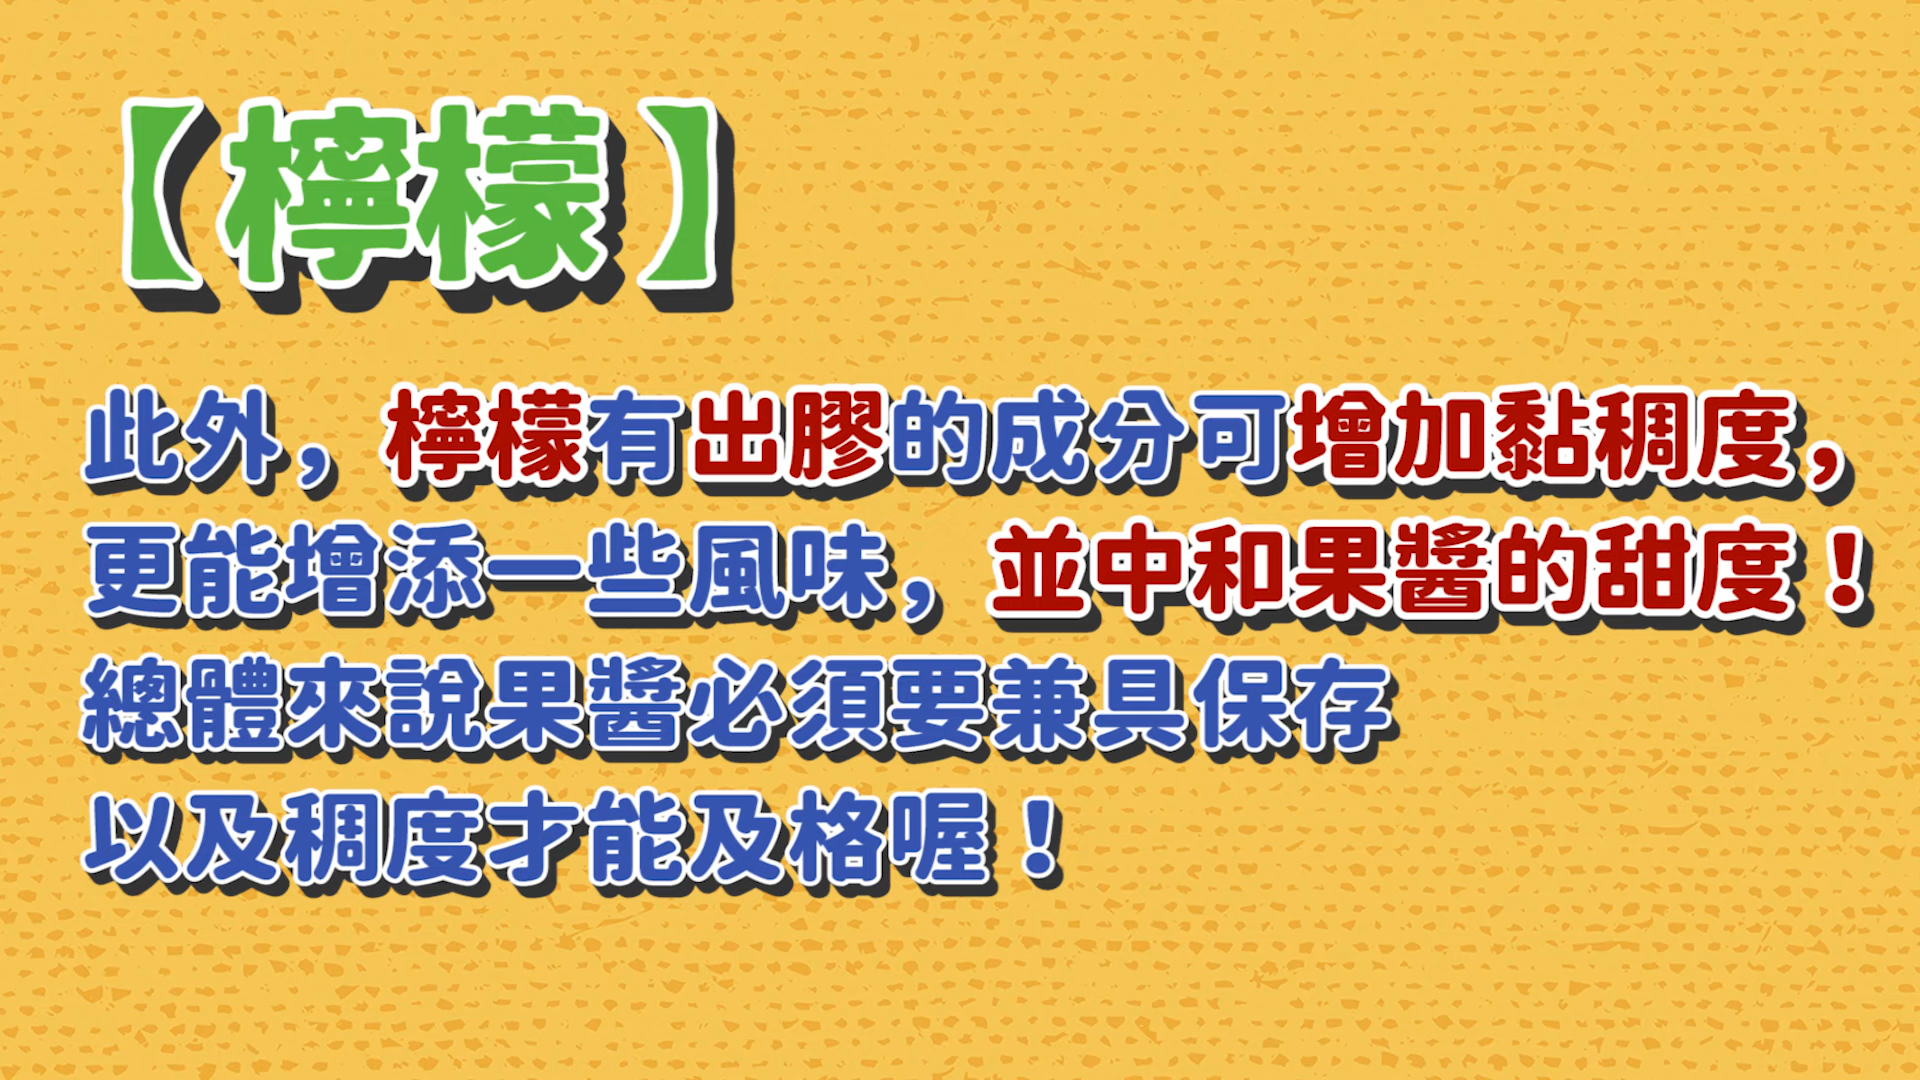 【檸檬】
此外，檸檬有出膠的成分可增加黏稠度，
更能增添一些風味，並中和果醬的甜度！
總體來說果醬必須要兼具保存
以及稠度才能及格喔！